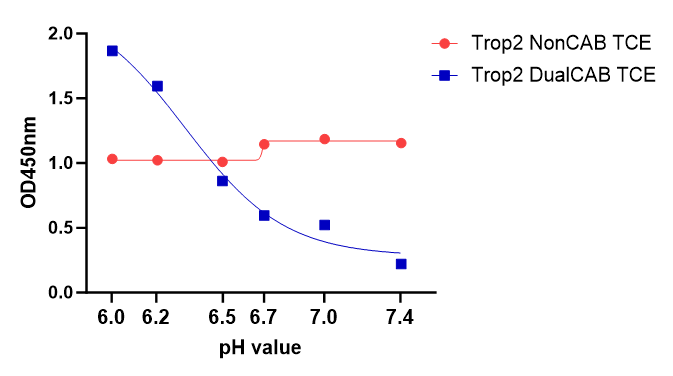 Trop2 NonCAB TCE
Trop2 DualCAB TCE
OD450nm
2.0
1.5
1.0
0.5
0.0
6.0 6.2 6.5 6.7 7.0 7.4
pH value